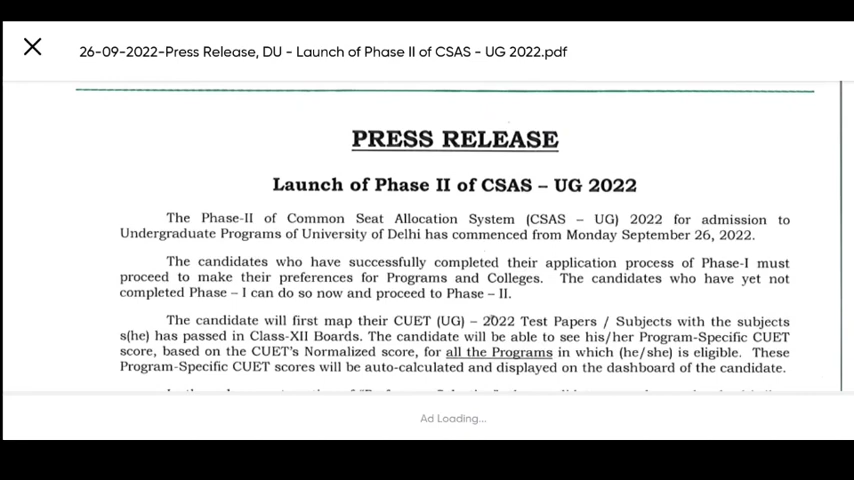 26-09-2022-Press Release, DU - Launch of Phase II of CSAS - UG 2022.pdf
PRESS RELEASE
Launch of Phase II of CSAS – UG 2022
The Phase-II of Common Seat Allocation System (CSAS – UG) 2022 for admission to
Undergraduate Programs of University of Delhi has commenced from Monday September 26, 2022.
The candidates who have successfully completed their application process of Phase-I must
proceed to make their preferences for Programs and Colleges. The candidates who have yet not
completed Phase – I can do so now and proceed to Phase – II.
The candidate will first map their CUET (UG) – 2022 Test Papers / Subjects with the subjects
s(he) has passed in Class-XII Boards. The candidate will be able to see his/her Program-Specific CUET
score, based on the CUET's Normalized score, for all the Programs in which (he/she) is eligible. These
Program-Specific CUET scores will be auto-calculated and displayed on the dashboard of the candidate.
Ad Loading...